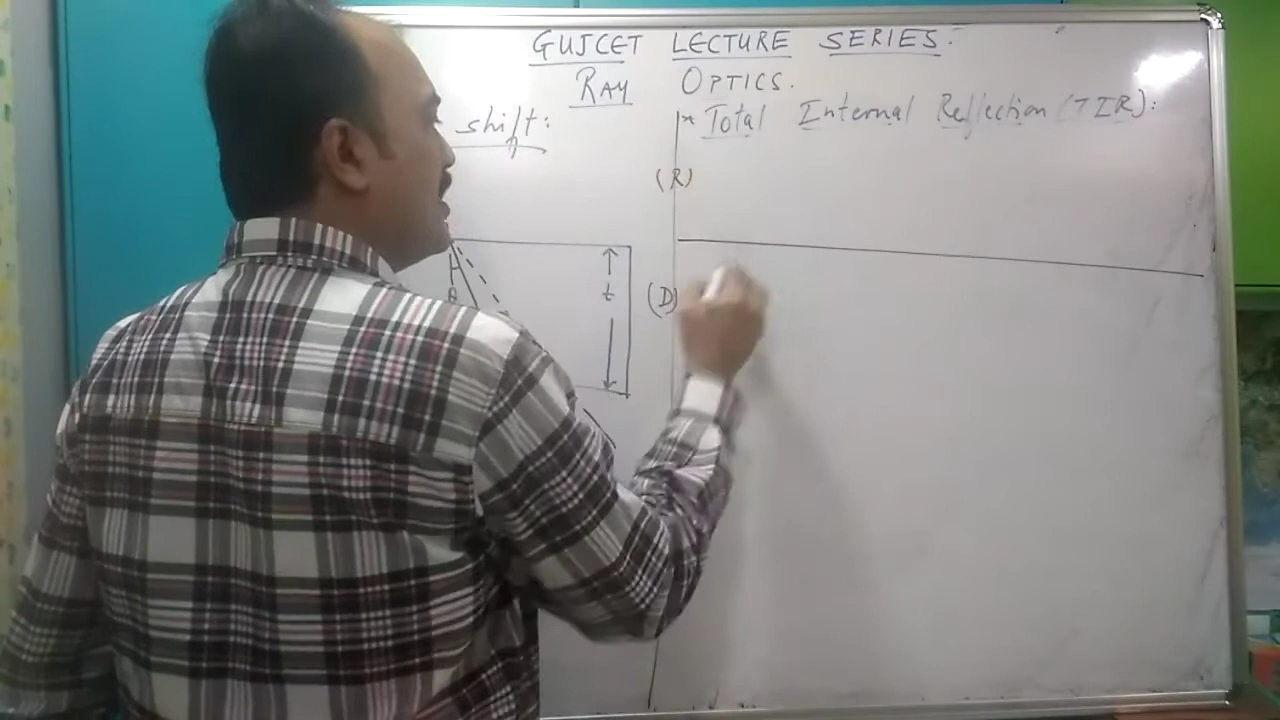 GUJCET LECTURE SERIES.
RAY OPTICS.
shift:
* Total Internal Reflection (TIR):
(R)
t
(D)